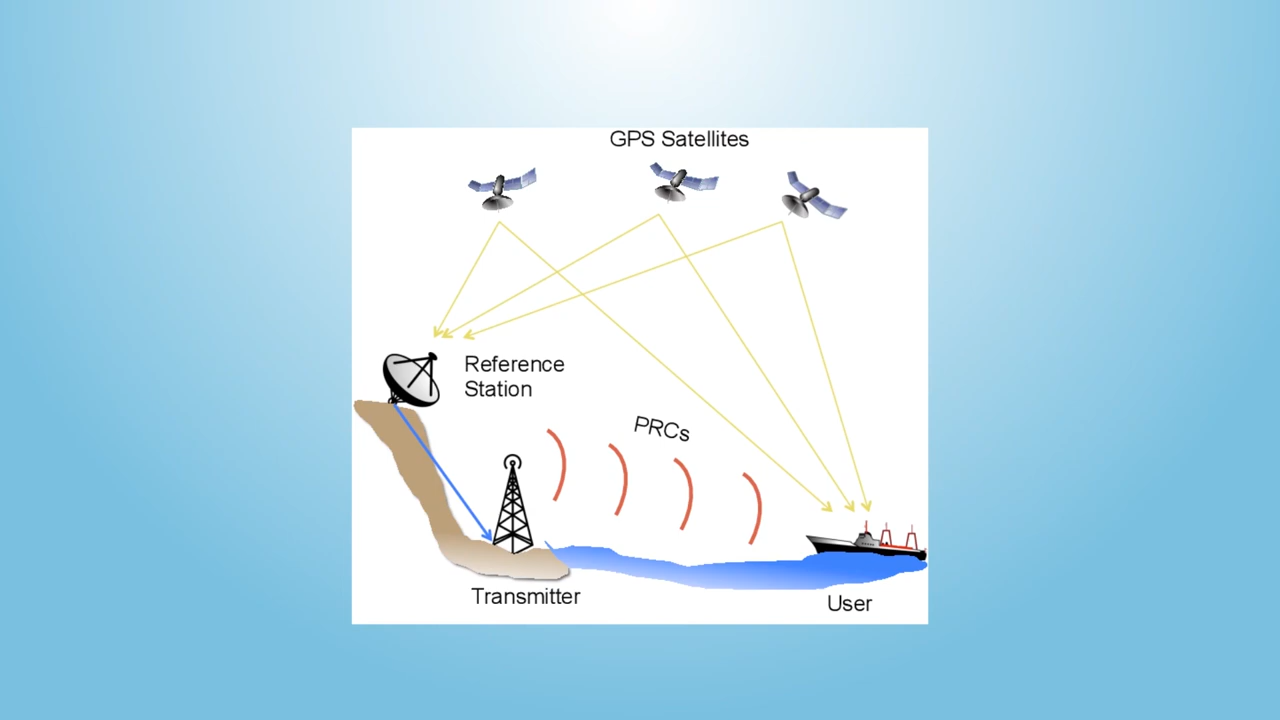 GPS Satellites
Reference
Station
PRCs
Transmitter
User